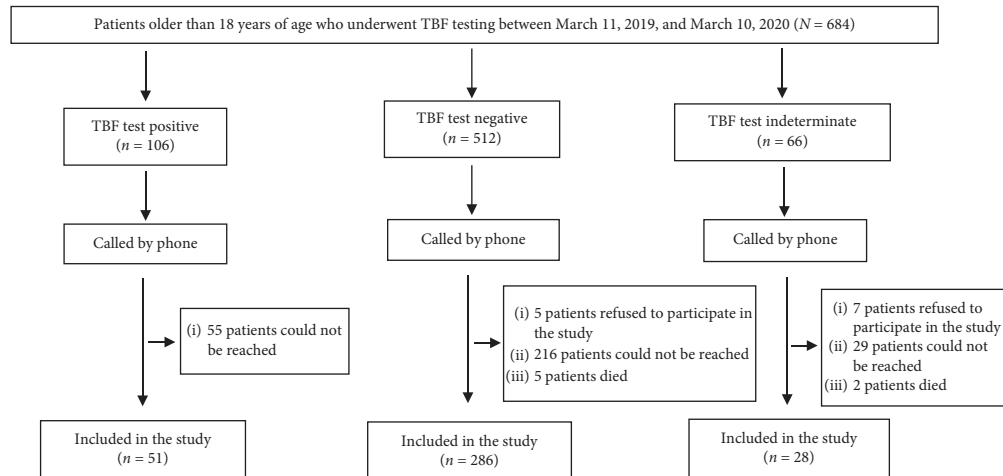 Patients older than 18 years of age who underwent TBF testing between March 11, 2019, and March 10, 2020 (N = 684)
TBF test positive
(n = 106)
TBF test negative
(n = 512)
TBF test indeterminate
(n = 66)
Called by phone
Called by phone
Called by phone
(i) 55 patients could not
be reached
(i) 5 patients refused to participate in
the study
(ii) 216 patients could not be reached
(iii) 5 patients died
(i) 7 patients refused to
participate in the study
(ii) 29 patients could not
be reached
(iii) 2 patients died
Included in the study
(n = 51)
Included in the study
(n = 286)
Included in the study
(n = 28)